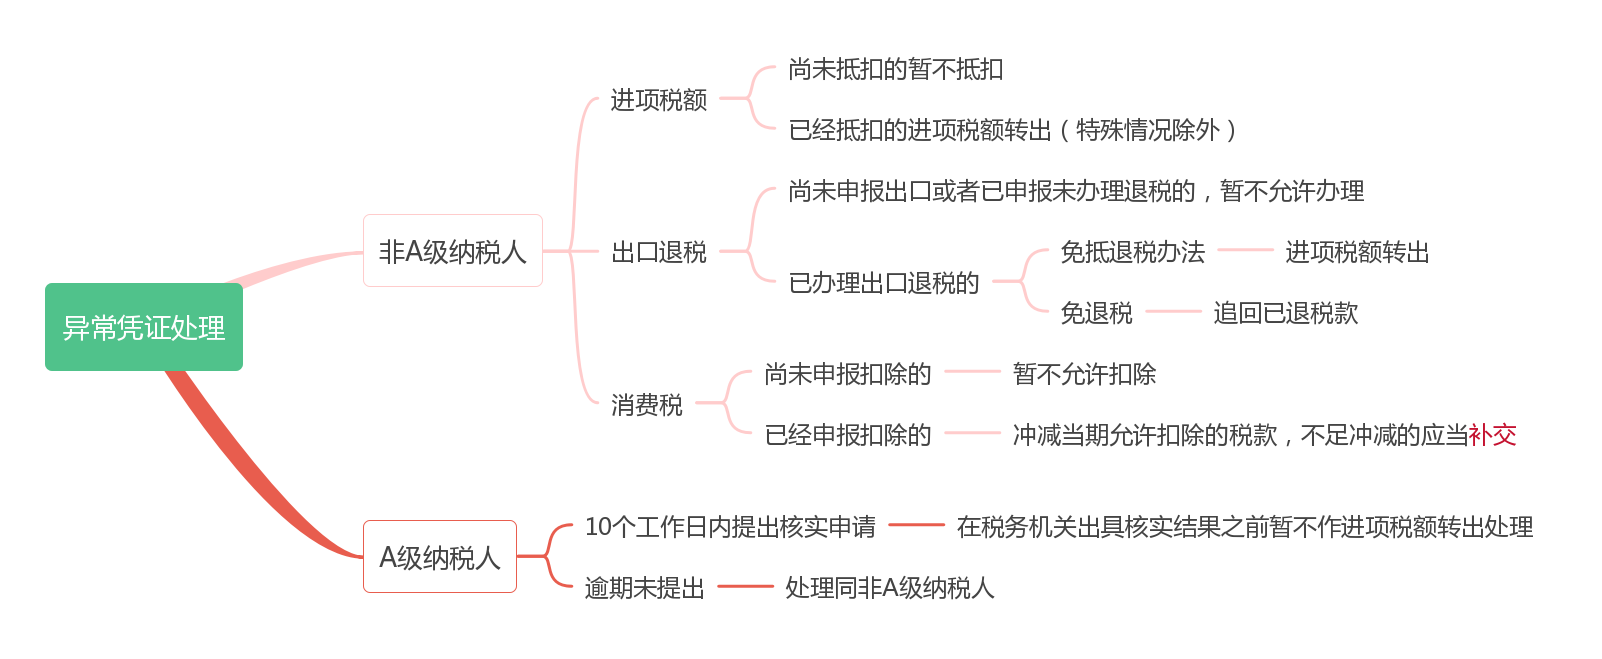 异常凭证处理
非A级纳税人
进项税额
尚未抵扣的暂不抵扣
已经抵扣的进项税额转出（特殊情况除外）
出口退税
尚未申报出口或者已申报未办理退税的，暂不允许办理
已办理出口退税的
免抵退税办法
进项税额转出
免退税
追回已退税款
消费税
尚未申报扣除的
暂不允许扣除
已经申报扣除的
冲减当期允许扣除的税款，不足冲减的应当补交
A级纳税人
10个工作日内提出核实申请
在税务机关出具核实结果之前暂不作进项税额转出处理
逾期未提出
处理同非A级纳税人